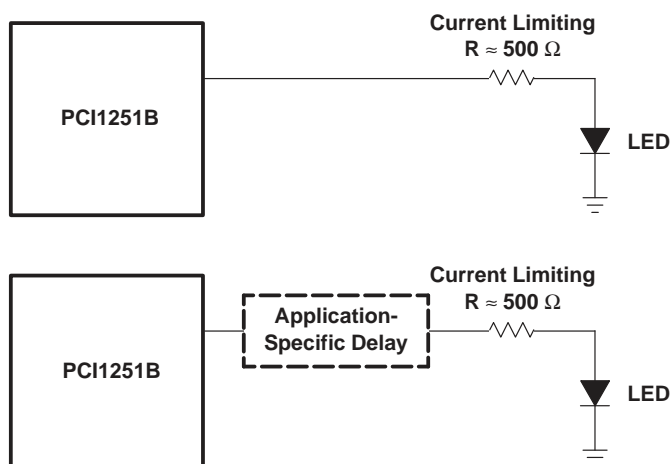 Current Limiting
R ≈ 500 Ω
PCI1251B
LED
Current Limiting
R ≈ 500 Ω
Application-
Specific Delay
PCI1251B
LED